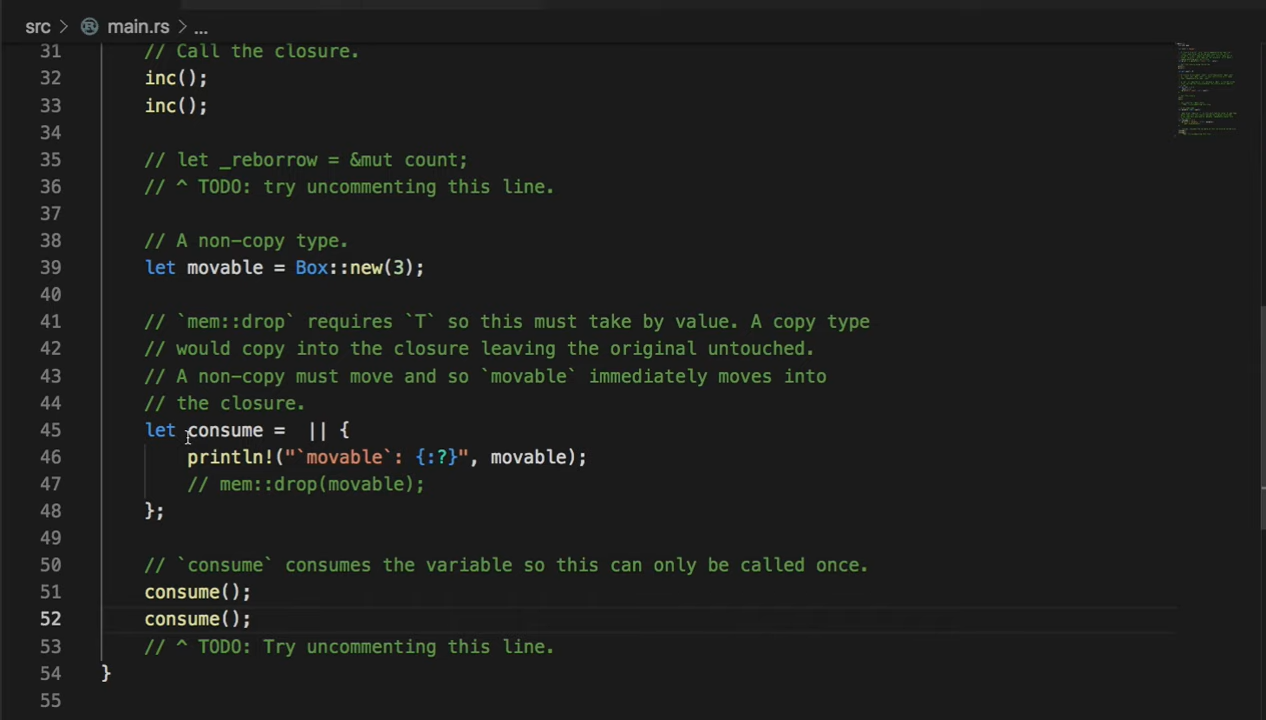 src > main.rs > ...
31 // Call the closure.
32 inc();
33 inc();
34
35 // let _reborrow = &mut count;
36 // ^ TODO: try uncommenting this line.
37
38 // A non-copy type.
39 let movable = Box::new(3);
40
41 // `mem::drop` requires `T` so this must take by value. A copy type
42 // would copy into the closure leaving the original untouched.
43 // A non-copy must move and so `movable` immediately moves into
44 // the closure.
45 let consume =  || {
46 println!("`movable`: {:?}", movable);
47 // mem::drop(movable);
48 };
49
50 // `consume` consumes the variable so this can only be called once.
51 consume();
52 consume();
53 // ^ TODO: Try uncommenting this line.
54 }
55